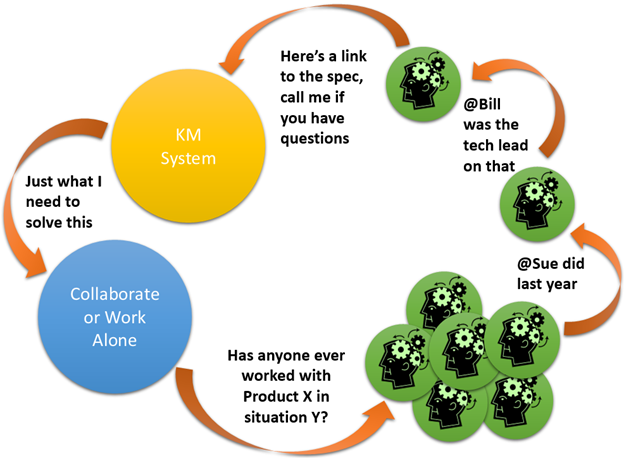 Here's a link
to the spec,
call me if
you have
questions
@Bill
was the
tech lead
on that
KM
System
Just what I
need to
solve this
@Sue did
last year
Collaborate
or Work
Alone
Has anyone ever
worked with
Product X in
situation Y?